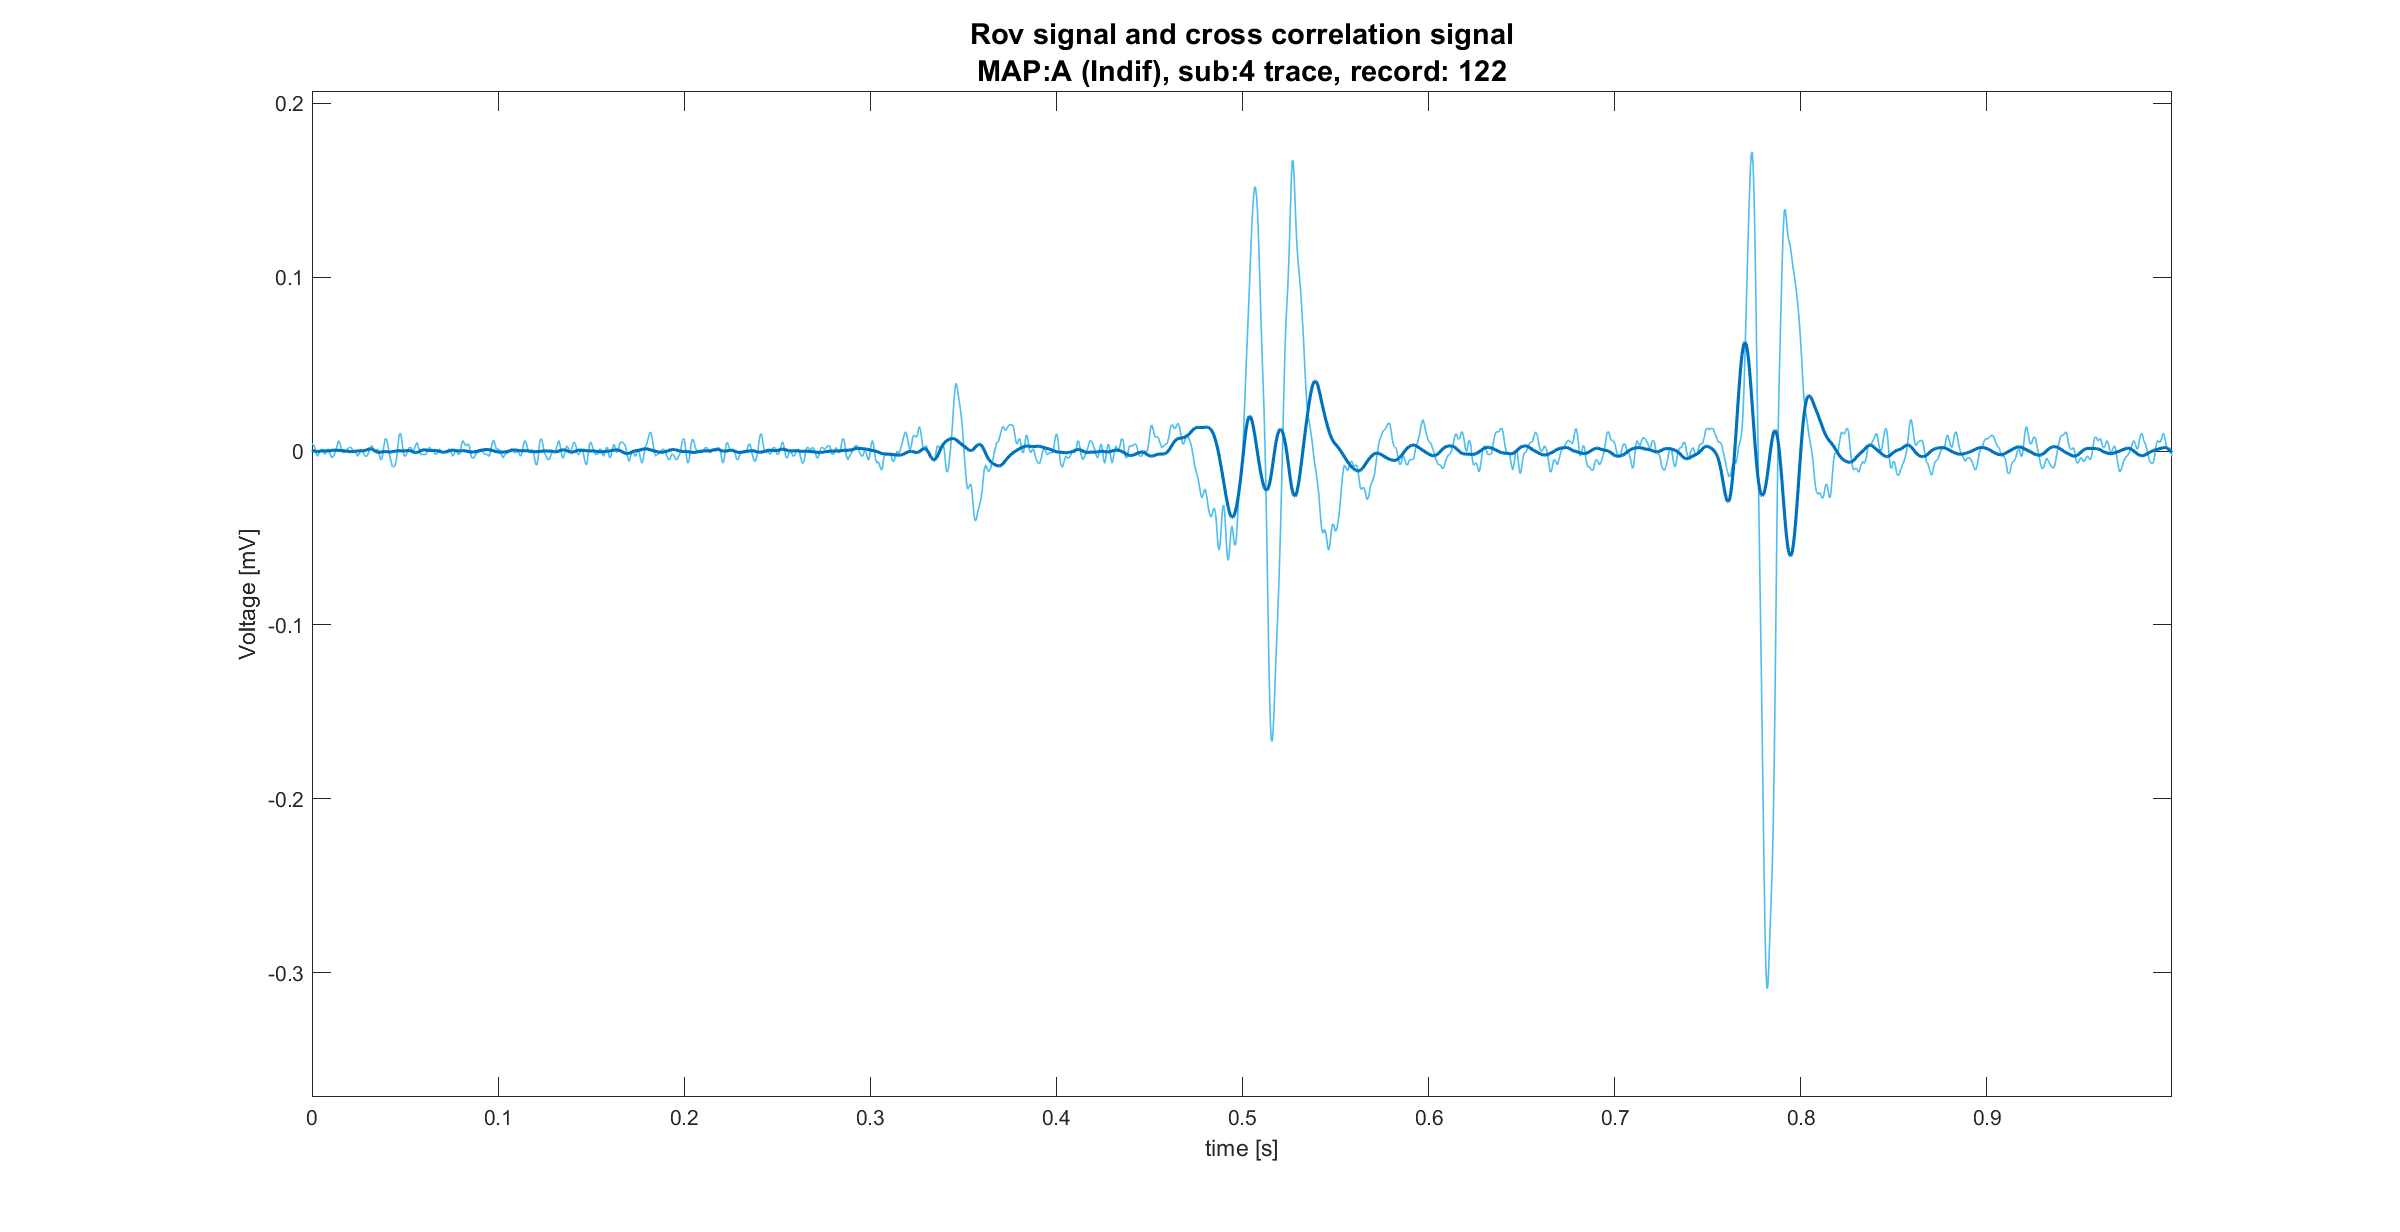 Rov signal and cross correlation signal
MAP:A (Indif), sub:4 trace, record: 122
0.2
0.1
0
-0.1
-0.2
-0.3
Voltage [mV]
0 0.1 0.2 0.3 0.4 0.5 0.6 0.7 0.8 0.9
time [s]